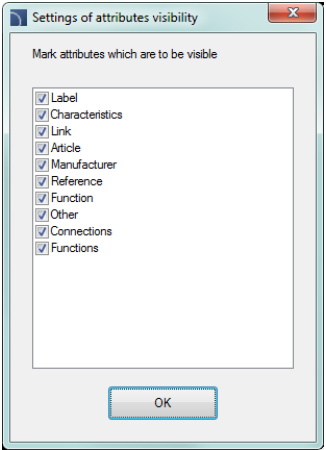 Settings of attributes visibility
Mark attributes which are to be visible
Label
Characteristics
Link
Article
Manufacturer
Reference
Function
Other
Connections
Functions
OK